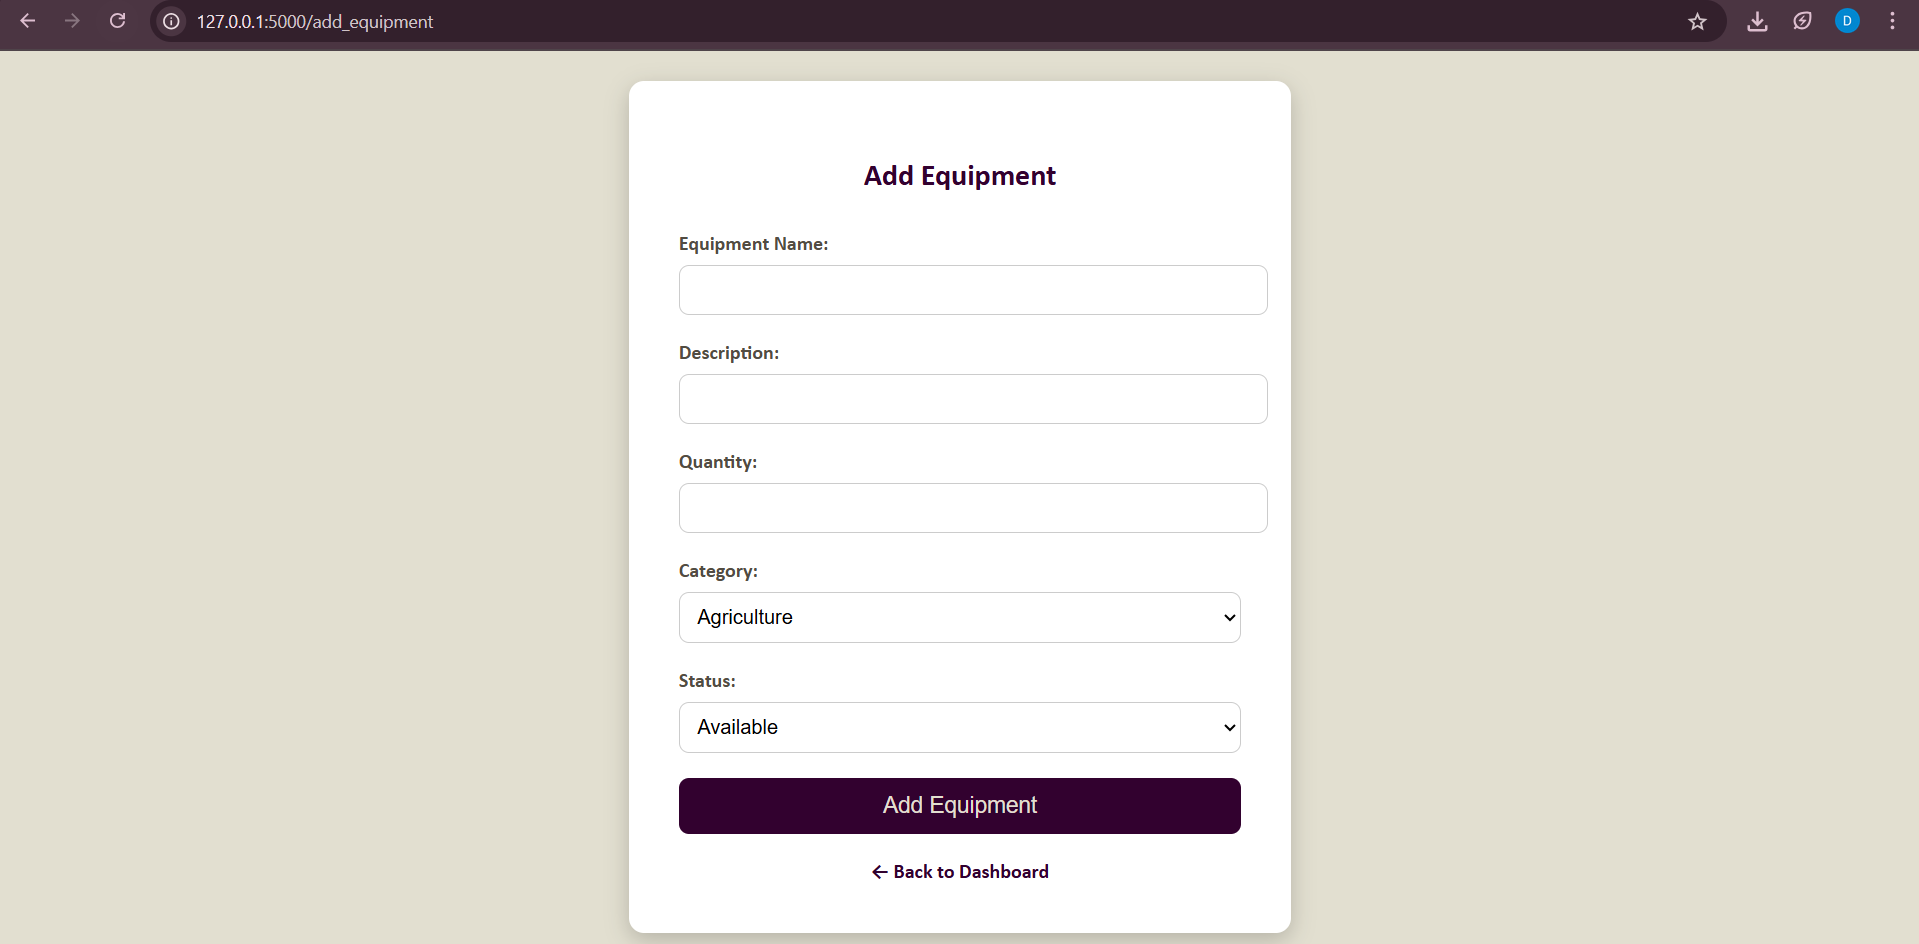 127.0.0.1:5000/add_equipment
D
Add Equipment
Equipment Name:
Description:
Quantity:
Category:
Agriculture
Status:
Available
Add Equipment
← Back to Dashboard